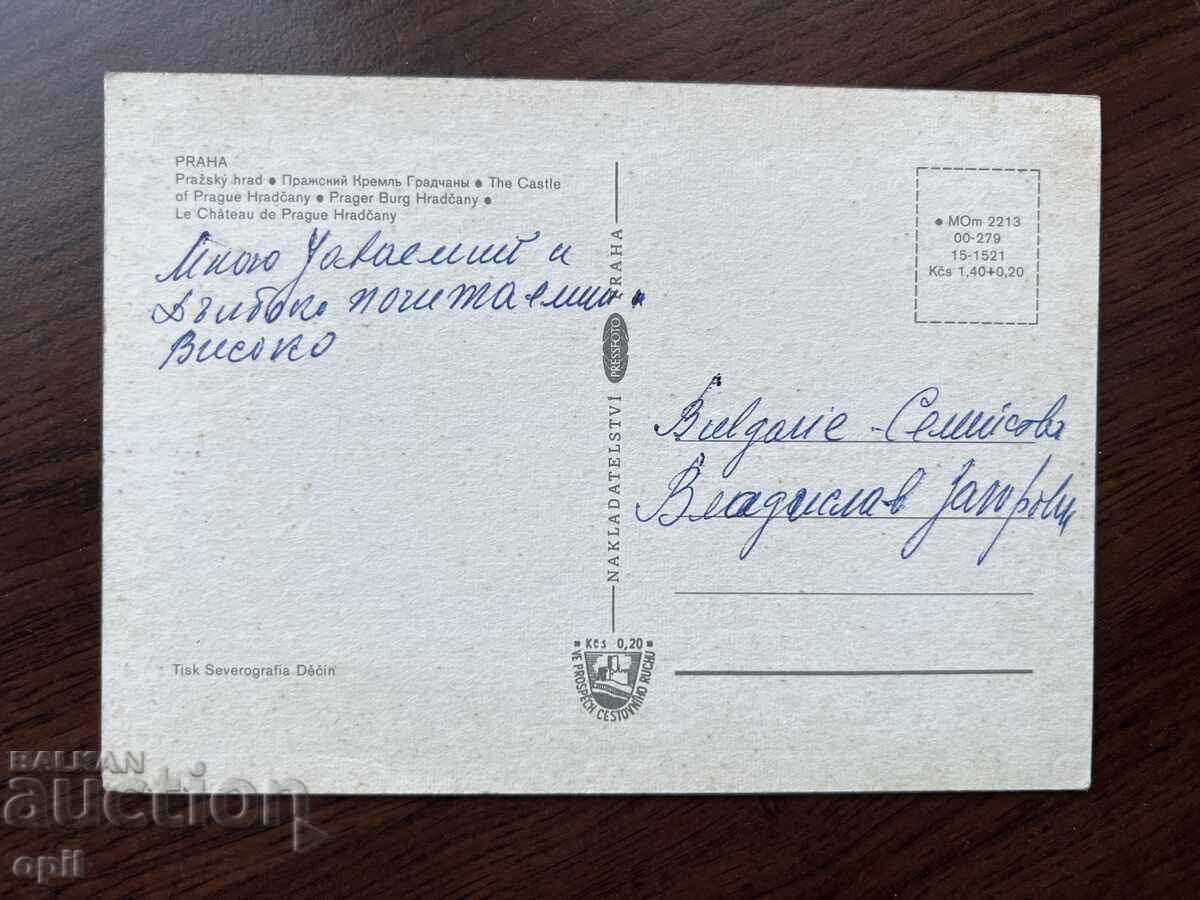 PRAHA
Pražský hrad ● Пражский Кремль Градчаны ● The Castle
of Prague Hradčany ● Prager Burg Hradčany ●
Le Château de Prague Hradčany
Много Уважаемий и
Дълбоко почитаемий и
Високо
Tisk Severografia Děčín
NAKLADATELSTVÍ PRESSFOTO PRAHA
Kčs 0,20
VE PROSPĚCH CESTOVNÍHO RUCHU
● MOm 2213
00-279
15-1521
Kčs 1,40+0,20
Владислав
BALKAN
auction
opil